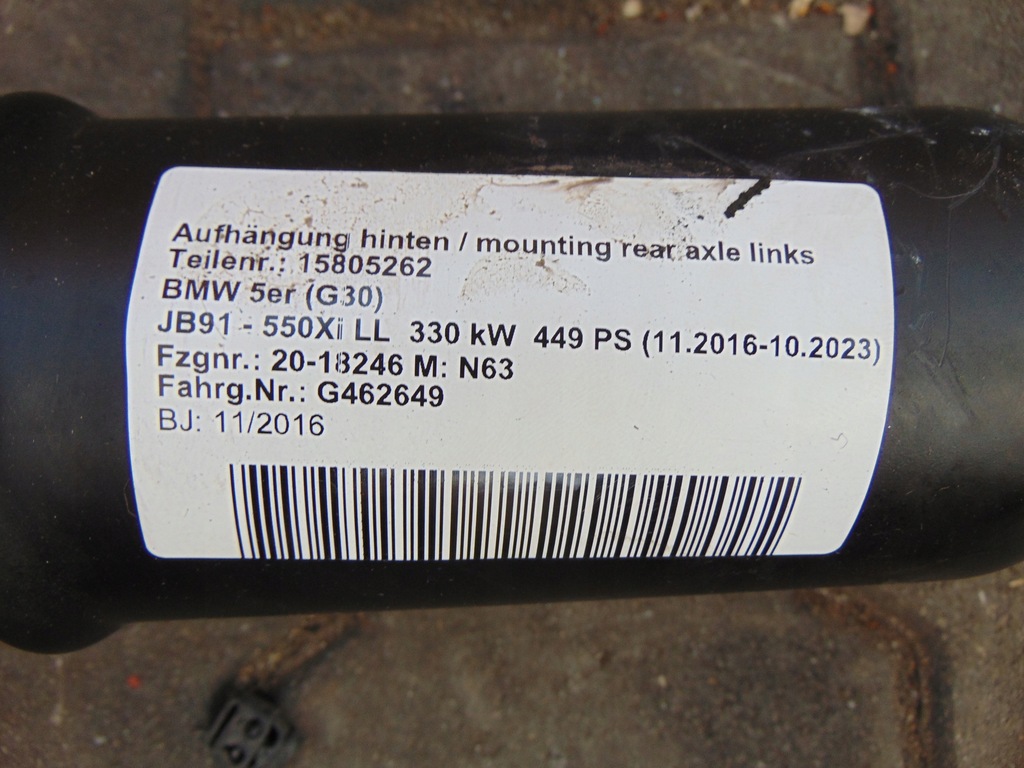 Aufhängung hinten / mounting rear axle links
Teilenr.: 15805262
BMW 5er (G30)
JB91 - 550Xi LL 330 kW 449 PS (11.2016-10.2023)
Fzgnr.: 20-18246 M: N63
Fahrg.Nr.: G462649
BJ: 11/2016